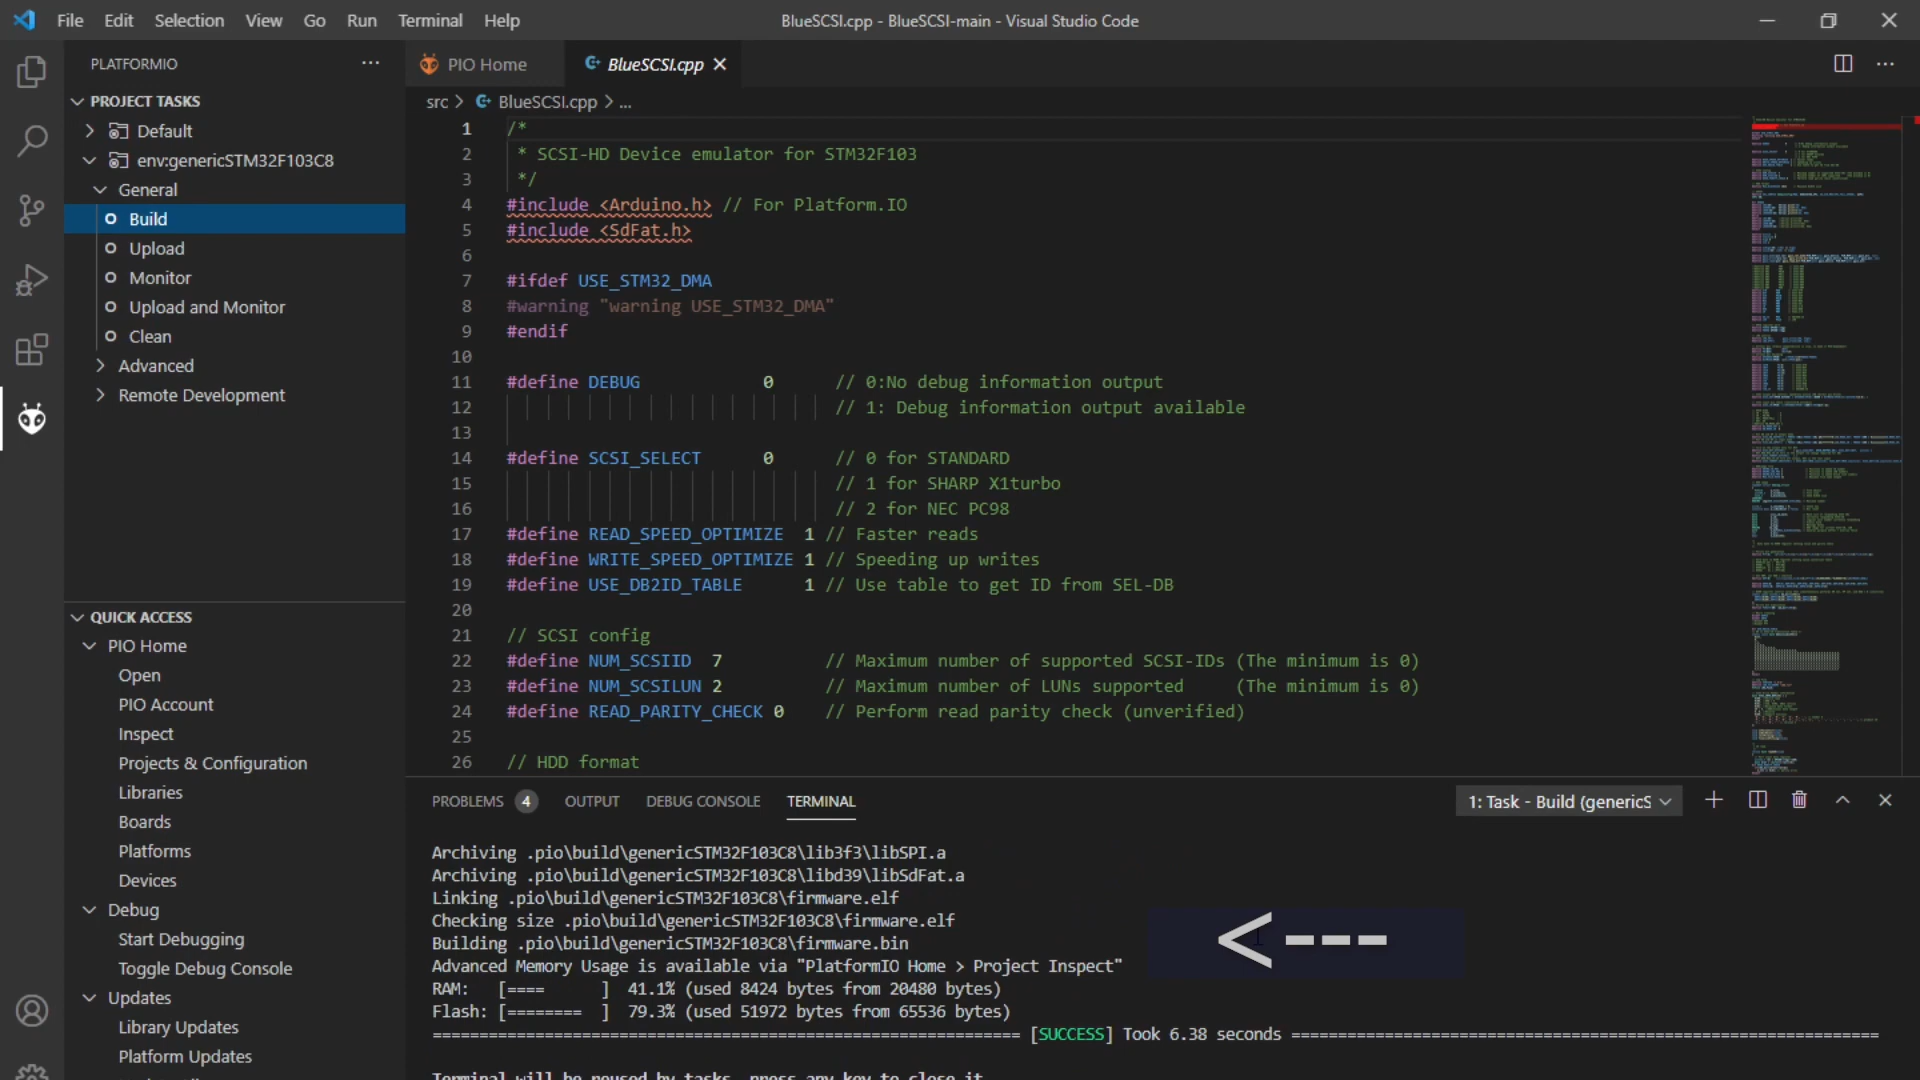 File Edit Selection View Go Run Terminal Help
BlueSCSI.cpp - BlueSCSI-main - Visual Studio Code
PLATFORMIO
PROJECT TASKS
Default
env:genericSTM32F103C8
General
Build
Upload
Monitor
Upload and Monitor
Clean
Advanced
Remote Development
QUICK ACCESS
PIO Home
Open
PIO Account
Inspect
Projects & Configuration
Libraries
Boards
Platforms
Devices
Debug
Start Debugging
Toggle Debug Console
Updates
Library Updates
Platform Updates
PIO Home
BlueSCSI.cpp
src > BlueSCSI.cpp > ...
1 /*
2 * SCSI-HD Device emulator for STM32F103
3 */
4 #include <Arduino.h> // For Platform.IO
5 #include <SdFat.h>
6
7 #ifdef USE_STM32_DMA
8 #warning "warning USE_STM32_DMA"
9 #endif
10
11 #define DEBUG 0 // 0:No debug information output
12 // 1: Debug information output available
13
14 #define SCSI_SELECT 0 // 0 for STANDARD
15 // 1 for SHARP X1turbo
16 // 2 for NEC PC98
17 #define READ_SPEED_OPTIMIZE 1 // Faster reads
18 #define WRITE_SPEED_OPTIMIZE 1 // Speeding up writes
19 #define USE_DB2ID_TABLE 1 // Use table to get ID from SEL-DB
20
21 // SCSI config
22 #define NUM_SCSIID 7 // Maximum number of supported SCSI-IDs (The minimum is 0)
23 #define NUM_SCSILUN 2 // Maximum number of LUNs supported (The minimum is 0)
24 #define READ_PARITY_CHECK 0 // Perform read parity check (unverified)
25
26 // HDD format
PROBLEMS 4 OUTPUT DEBUG CONSOLE TERMINAL
1: Task - Build (genericS
Archiving .pio\build\genericSTM32F103C8\lib3f3\libSPI.a
Archiving .pio\build\genericSTM32F103C8\libd39\libSdFat.a
Linking .pio\build\genericSTM32F103C8\firmware.elf
Checking size .pio\build\genericSTM32F103C8\firmware.elf
Building .pio\build\genericSTM32F103C8\firmware.bin
<---
Advanced Memory Usage is available via "PlatformIO Home > Project Inspect"
RAM: [==== ] 41.1% (used 8424 bytes from 20480 bytes)
Flash: [======== ] 79.3% (used 51972 bytes from 65536 bytes)
[SUCCESS] Took 6.38 seconds
Terminal will be reused by tasks, press any key to close it.